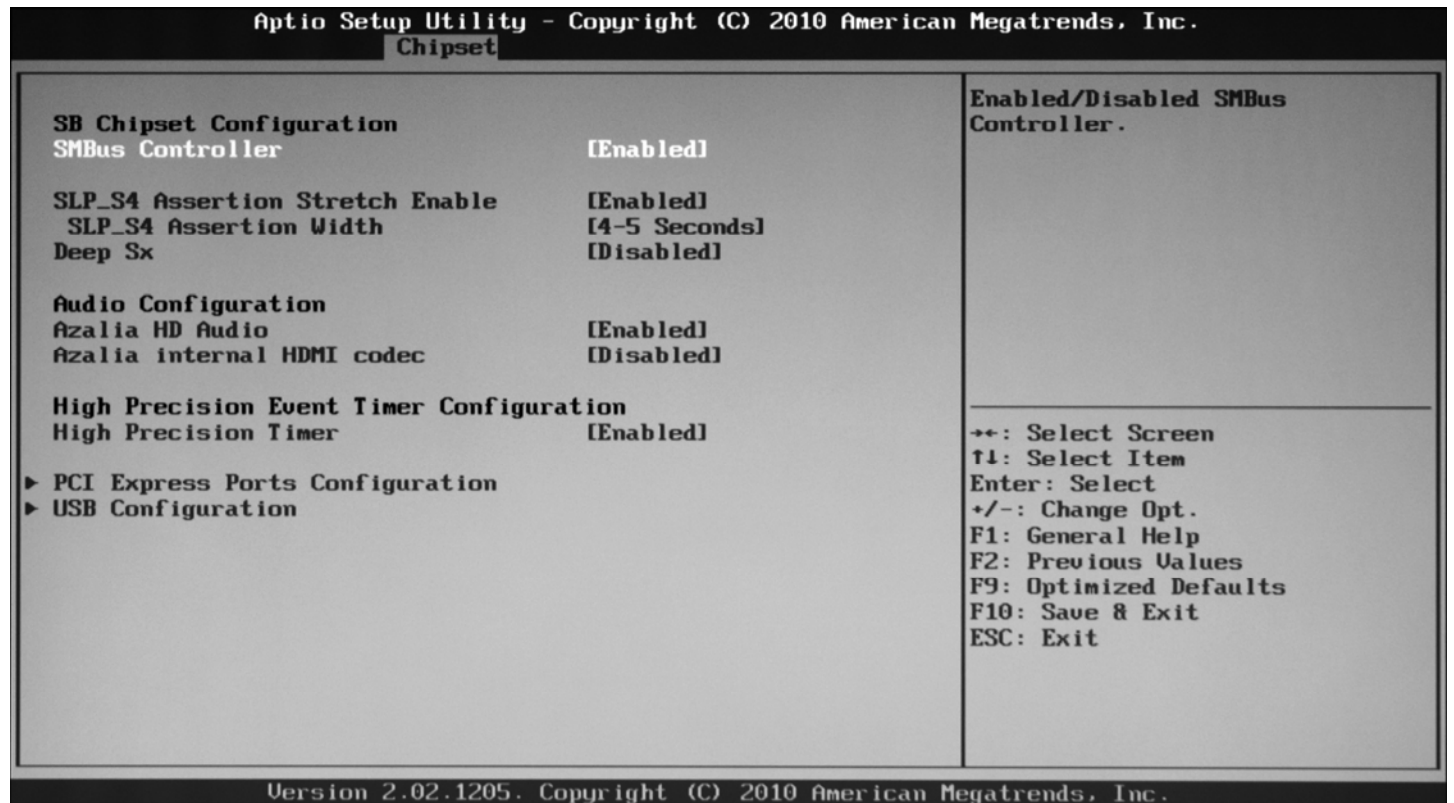 Aptio Setup Utility - Copyright (C) 2010 American Megatrends, Inc.
Chipset
SB Chipset Configuration
SMBus Controller [Enabled]
SLP_S4 Assertion Stretch Enable [Enabled]
SLP_S4 Assertion Width [4-5 Seconds]
Deep Sx [Disabled]
Audio Configuration
Azalia HD Audio [Enabled]
Azalia internal HDMI codec [Disabled]
High Precision Event Timer Configuration
High Precision Timer [Enabled]
► PCI Express Ports Configuration
► USB Configuration
Enabled/Disabled SMBus
Controller.
→←: Select Screen
↑↓: Select Item
Enter: Select
+/-: Change Opt.
F1: General Help
F2: Previous Values
F9: Optimized Defaults
F10: Save & Exit
ESC: Exit
Version 2.02.1205. Copyright (C) 2010 American Megatrends, Inc.